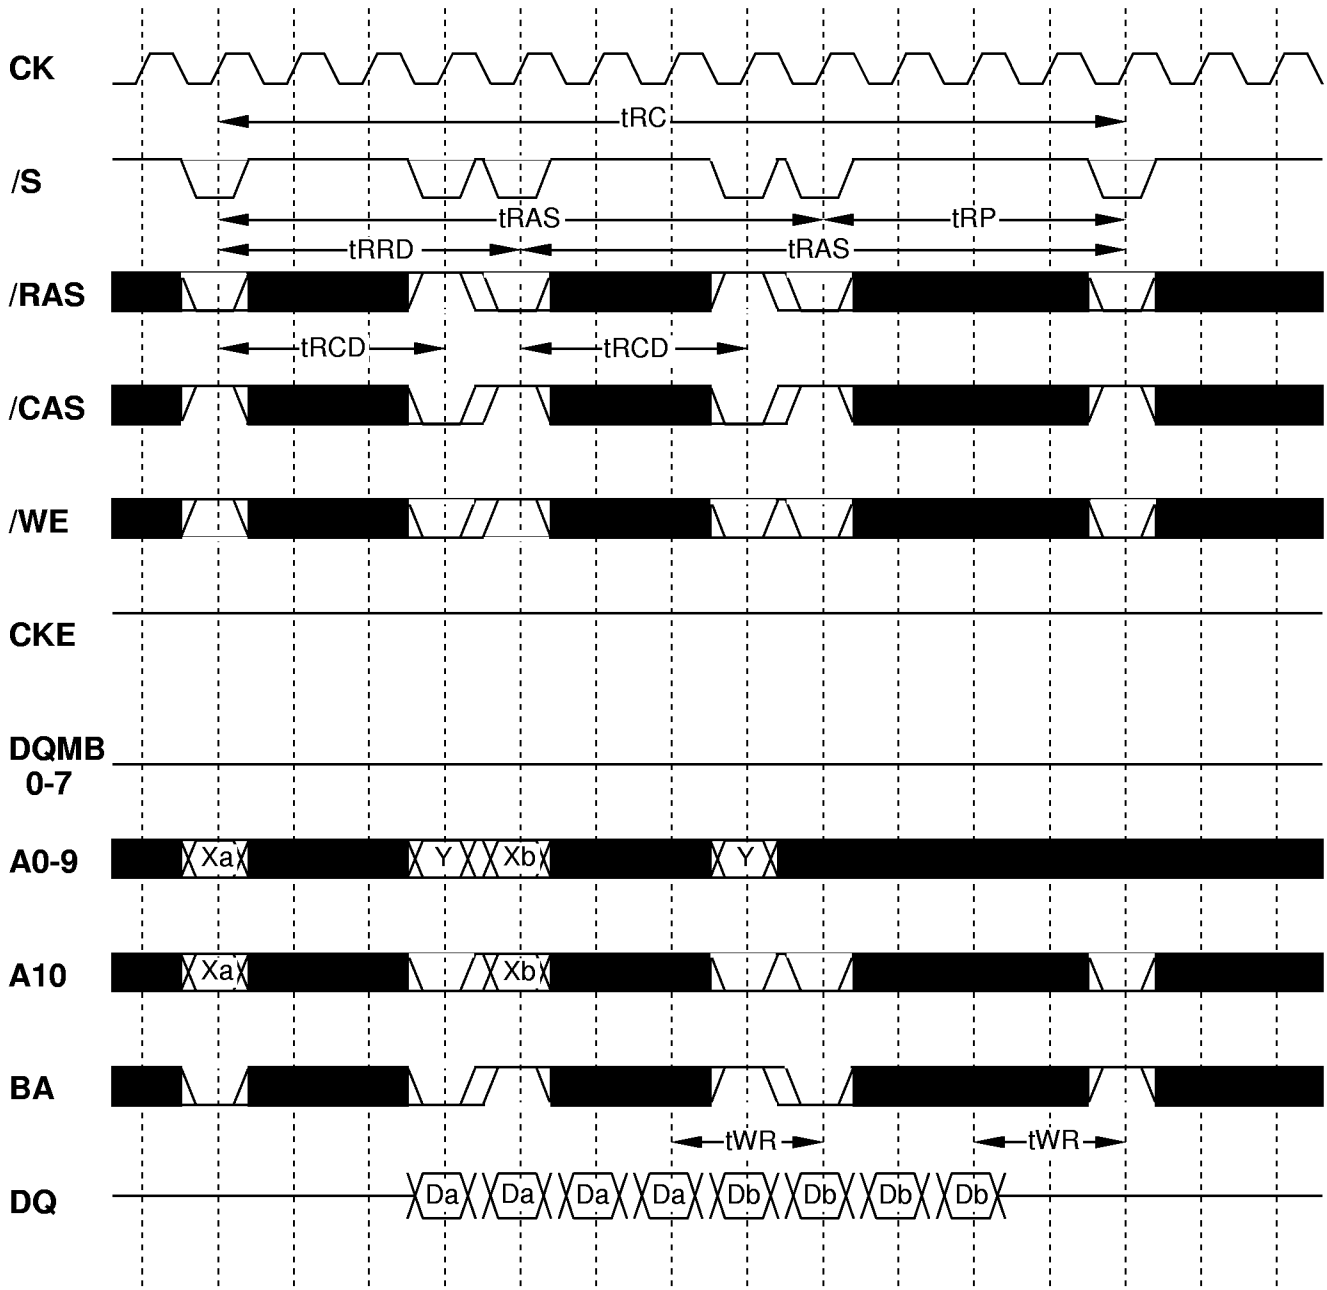 CK
tRC
/S
tRAS tRP
tRRD tRAS
/RAS
tRCD tRCD
/CAS
/WE
CKE
DQMB
0-7
A0-9 Xa Y Xb Y
A10 Xa Xb
BA
tWR tWR
DQ Da Da Da Da Db Db Db Db